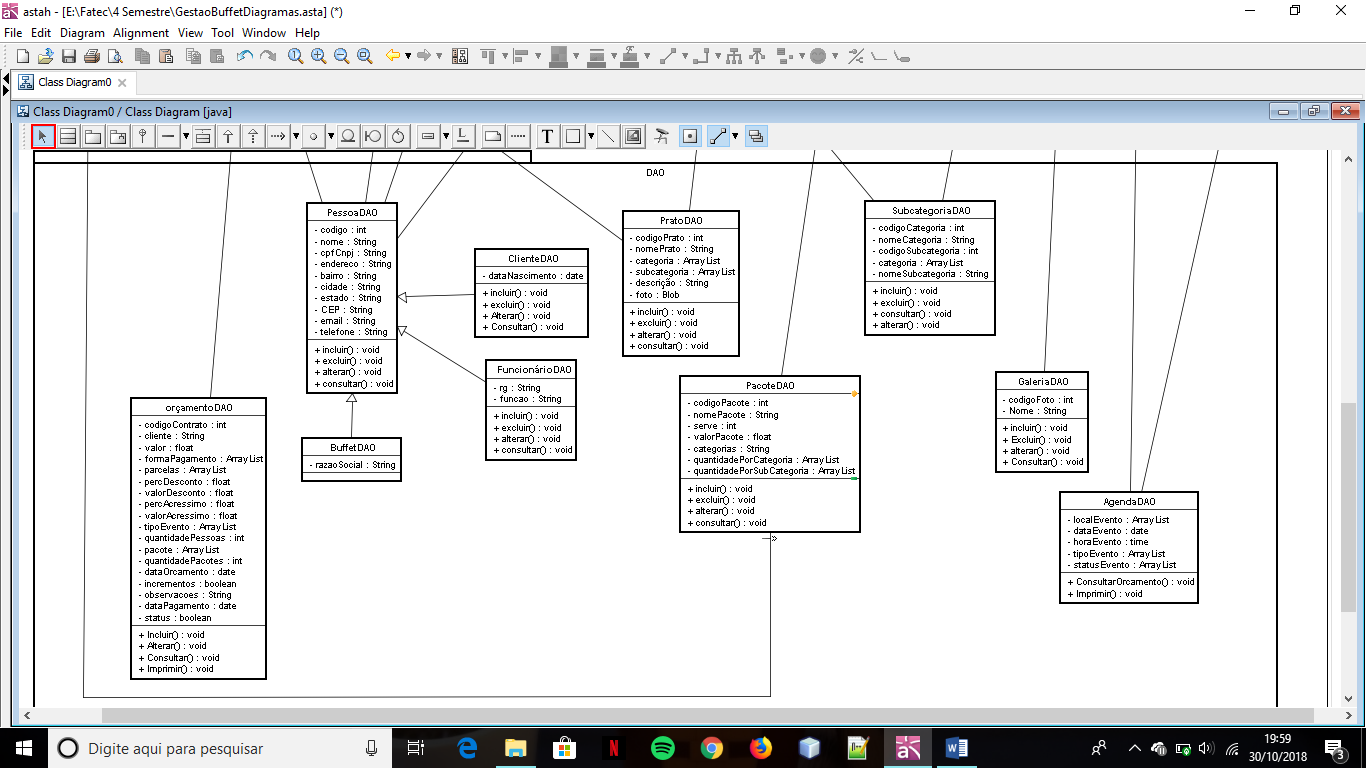 astah - [E:\Fatec\4 Semestre\GestaoBuffetDiagramas.asta] (*)
File Edit Diagram Alignment View Tool Window Help
Class Diagram0
Class Diagram0 / Class Diagram [java]
T
DAO
PessoaDAO
- codigo : int
- nome : String
- cpfCnpj : String
- endereco : String
- bairro : String
- cidade : String
- estado : String
- CEP : String
- email : String
- telefone : String
+ incluir() : void
+ excluir() : void
+ alterar() : void
+ consultar() : void
ClienteDAO
- dataNascimento : date
+ incluir() : void
+ excluir() : void
+ Alterar() : void
+ Consultar() : void
FuncionárioDAO
- rg : String
- funcao : String
+ incluir() : void
+ excluir() : void
+ alterar() : void
+ consultar() : void
BuffetDAO
- razaoSocial : String
orçamentoDAO
- codigoContrato : int
- cliente : String
- valor : float
- formaPagamento : ArrayList
- parcelas : ArrayList
- percDesconto : float
- valorDesconto : float
- percAcressimo : float
- valorAcressimo : float
- tipoEvento : ArrayList
- quantidadePessoas : int
- pacote : ArrayList
- quantidadePacotes : int
- dataOrcamento : date
- incrementos : boolean
- observacoes : String
- dataPagamento : date
- status : boolean
+ Incluir() : void
+ Alterar() : void
+ Consultar() : void
+ Imprimir() : void
PratoDAO
- codigoPrato : int
- nomePrato : String
- categoria : ArrayList
- subcategoria : ArrayList
- descrição : String
- foto : Blob
+ incluir() : void
+ excluir() : void
+ alterar() : void
+ consultar() : void
PacoteDAO
- codigoPacote : int
- nomePacote : String
- serve : int
- valorPacote : float
- categorias : String
- quantidadePorCategoria : ArrayList
- quantidadePorSubCategoria : ArrayList
+ incluir() : void
+ excluir() : void
+ alterar() : void
+ consultar() : void
SubcategoriaDAO
- codigoCategoria : int
- nomeCategoria : String
- codigoSubcategoria : int
- categoria : ArrayList
- nomeSubcategoria : String
+ incluir() : void
+ excluir() : void
+ consultar() : void
+ alterar() : void
GaleriaDAO
- codigoFoto : int
- Nome : String
+ incluir() : void
+ Excluir() : void
+ alterar() : void
+ Consultar() : void
AgendaDAO
- localEvento : ArrayList
- dataEvento : date
- horaEvento : time
- tipoEvento : ArrayList
- statusEvento : ArrayList
+ ConsultarOrcamento() : void
+ Imprimir() : void
Digite aqui para pesquisar
19:59
30/10/2018
3